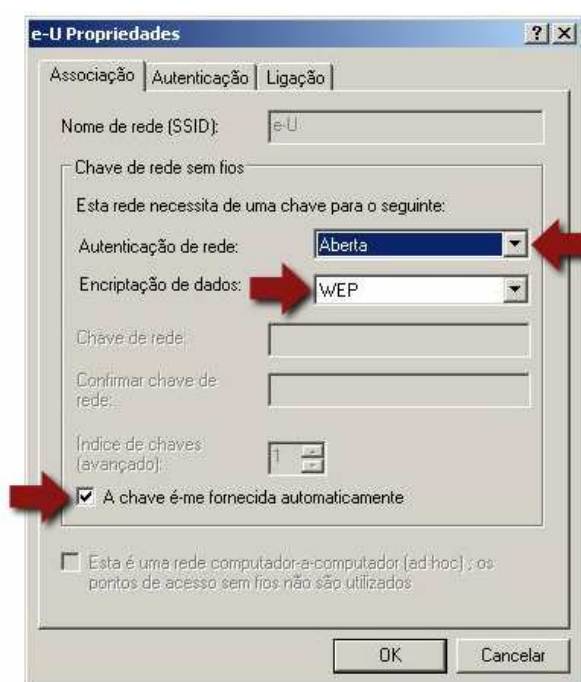 e-U Propriedades
Associação Autenticação Ligação
Nome de rede (SSID): e-U
Chave de rede sem fios
Esta rede necessita de uma chave para o seguinte:
Autenticação de rede: Aberta
Encriptação de dados: WEP
Chave de rede:
Confirmar chave de
rede:
Índice de chaves
(avançado): 1
A chave é-me fornecida automaticamente
Esta é uma rede computador-a-computador (ad hoc) ; os
pontos de acesso sem fios não são utilizados
OK Cancelar